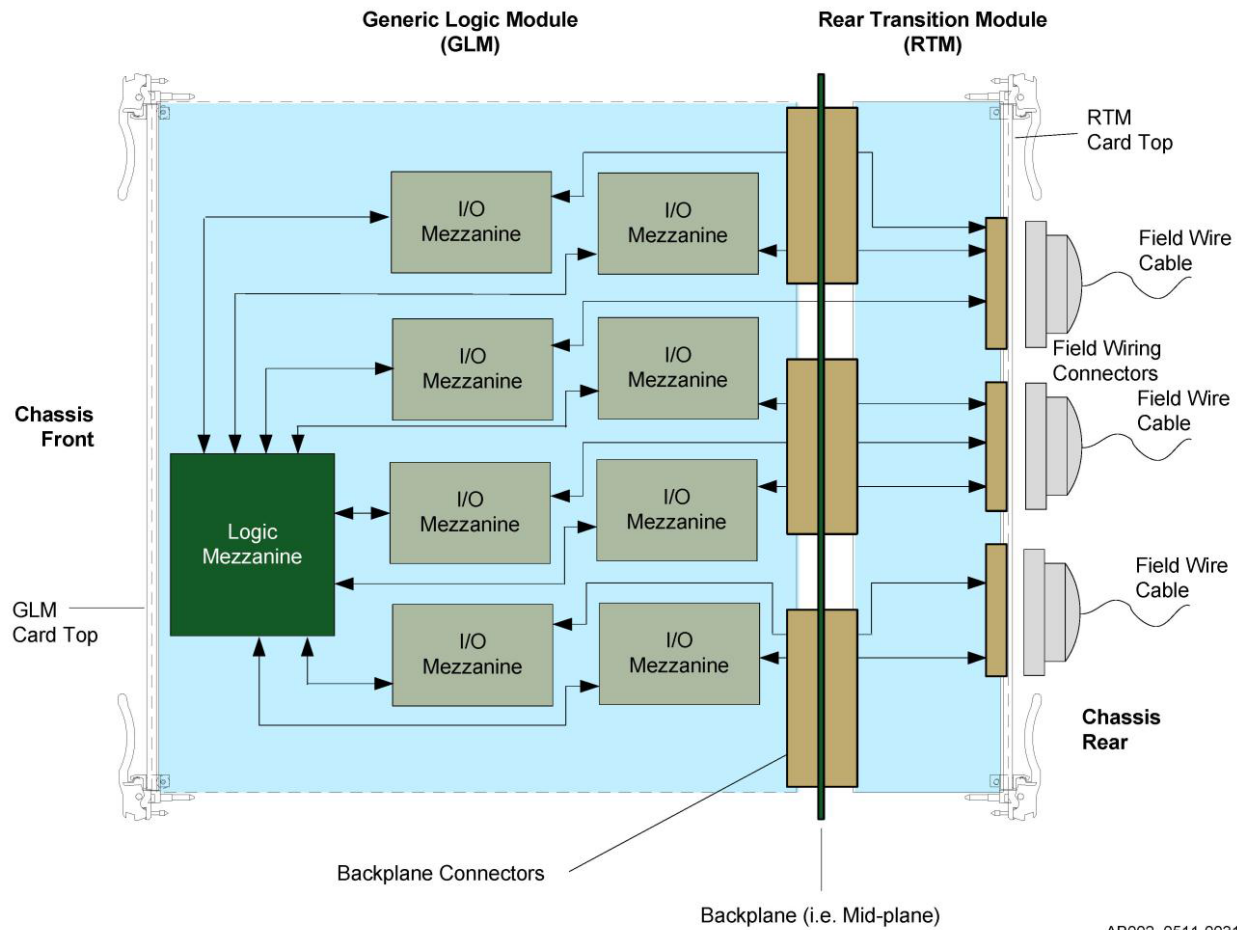 Generic Logic Module
(GLM)
Rear Transition Module
(RTM)
RTM
Card Top
I/O
Mezzanine
I/O
Mezzanine
Field Wire
Cable
I/O
Mezzanine
I/O
Mezzanine
Field Wiring
Connectors
Field Wire
Cable
Chassis
Front
Logic
Mezzanine
I/O
Mezzanine
I/O
Mezzanine
Field Wire
Cable
GLM
Card Top
I/O
Mezzanine
I/O
Mezzanine
Chassis
Rear
Backplane Connectors
Backplane (i.e. Mid-plane)